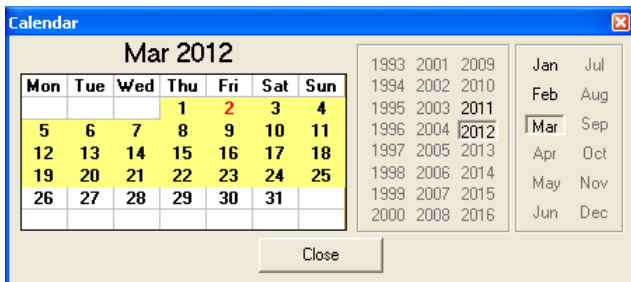 Calendar
Mar 2012
Mon Tue Wed Thu Fri Sat Sun
1 2 3 4
5 6 7 8 9 10 11
12 13 14 15 16 17 18
19 20 21 22 23 24 25
26 27 28 29 30 31
1993 2001 2009
1994 2002 2010
1995 2003 2011
1996 2004 2012
1997 2005 2013
1998 2006 2014
1999 2007 2015
2000 2008 2016
Jan Jul
Feb Aug
Mar Sep
Apr Oct
May Nov
Jun Dec
Close